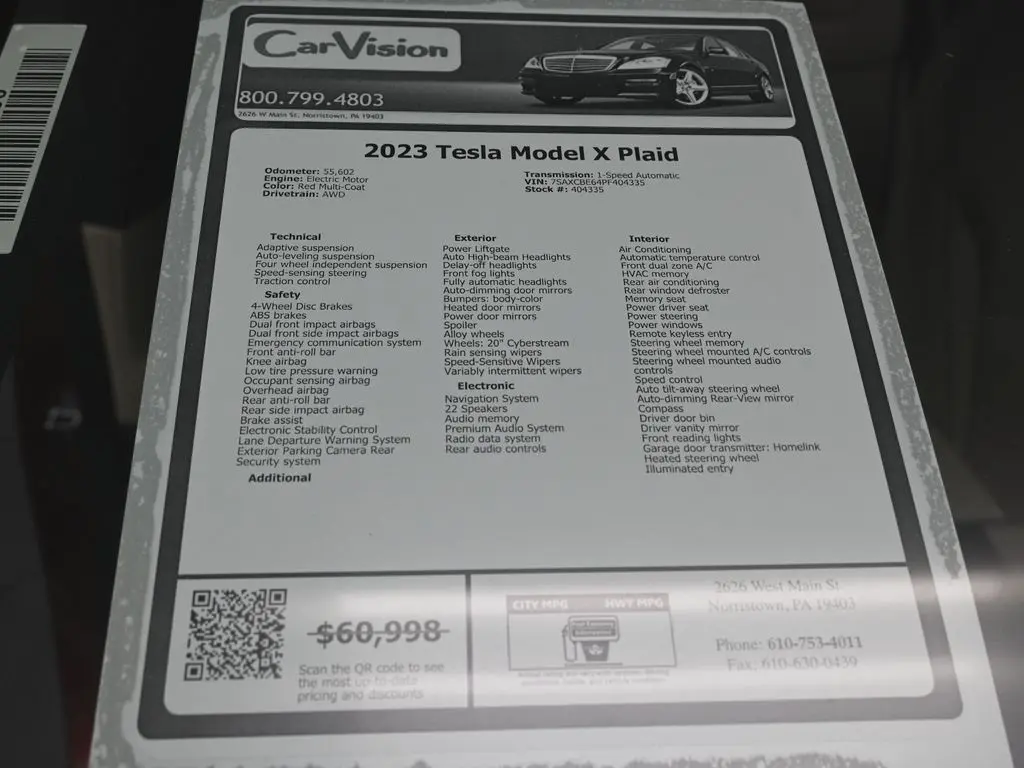 CarVision
800.799.4803
2626 W Main St, Norristown, PA 19403
2023 Tesla Model X Plaid
Odometer: 55,602
Engine: Electric Motor
Color: Red Multi-Coat
Drivetrain: AWD
Transmission: 1-Speed Automatic
VIN: 7SAXCBE64PF404335
Stock #: 404335
Technical
Adaptive suspension
Auto-leveling suspension
Four wheel independent suspension
Speed-sensing steering
Traction control
Safety
4-Wheel Disc Brakes
ABS brakes
Dual front impact airbags
Dual front side impact airbags
Emergency communication system
Front anti-roll bar
Knee airbag
Low tire pressure warning
Occupant sensing airbag
Overhead airbag
Rear anti-roll bar
Rear side impact airbag
Brake assist
Electronic Stability Control
Lane Departure Warning System
Exterior Parking Camera Rear
Security system
Additional
Exterior
Power Liftgate
Auto High-beam Headlights
Delay-off headlights
Front fog lights
Fully automatic headlights
Auto-dimming door mirrors
Bumpers: body-color
Heated door mirrors
Power door mirrors
Spoiler
Alloy wheels
Wheels: 20" Cyberstream
Rain sensing wipers
Speed-Sensitive Wipers
Variably intermittent wipers
Electronic
Navigation System
22 Speakers
Audio memory
Premium Audio System
Radio data system
Rear audio controls
Interior
Air Conditioning
Automatic temperature control
Front dual zone A/C
HVAC memory
Rear air conditioning
Rear window defroster
Memory seat
Power driver seat
Power steering
Power windows
Remote keyless entry
Steering wheel memory
Steering wheel mounted A/C controls
Steering wheel mounted audio
controls
Speed control
Auto tilt-away steering wheel
Auto-dimming Rear-View mirror
Compass
Driver door bin
Driver vanity mirror
Front reading lights
Garage door transmitter: Homelink
Heated steering wheel
Illuminated entry
$60,998
Scan the QR code to see
the most up-to-date
pricing and discounts
CITY MPG
HWY MPG
2626 West Main St.
Norristown, PA 19403
Phone: 610-753-4011
Fax: 610-630-0439